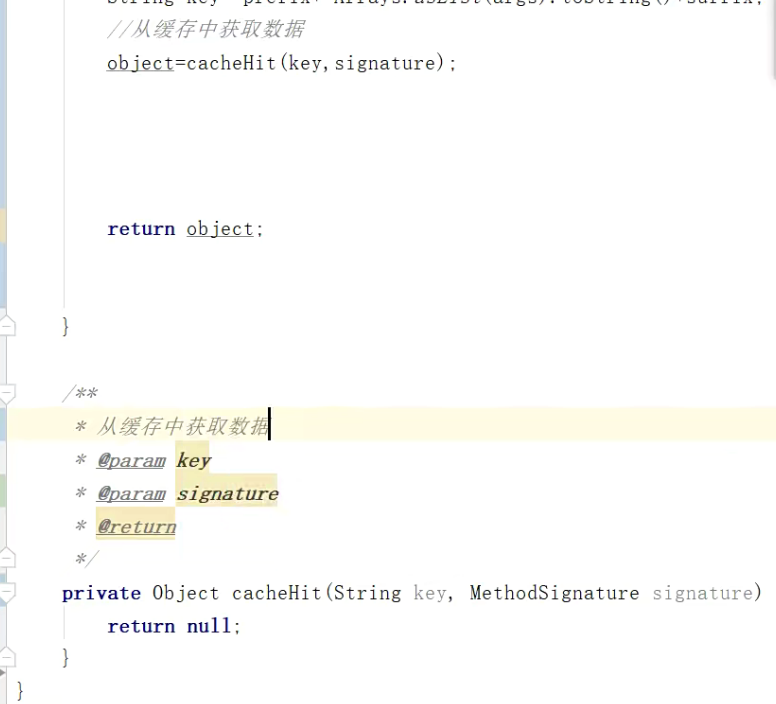 //从缓存中获取数据
object=cacheHit(key,signature);
return object;
}
/**
* 从缓存中获取数据
* @param key
* @param signature
* @return
*/
private Object cacheHit(String key, MethodSignature signature)
return null;
}
}